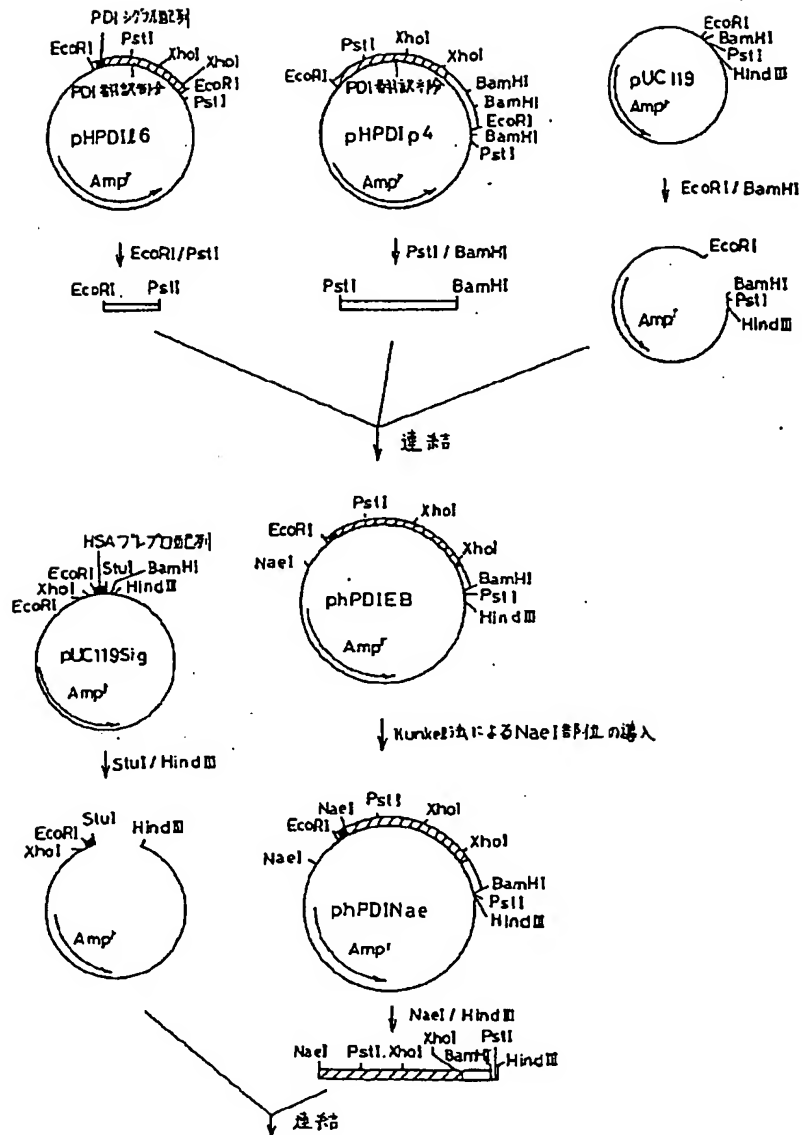 PDIシグナル配列
EcoRI
PstI
XhoI
XhoI
EcoRI
PstI
PDI翻訳部分
pHPDIℓ6
Ampr
PstI
XhoI
XhoI
EcoRI
PDI翻訳部分
BamHI
BamHI
EcoRI
BamHI
PstI
pHPDIp4
Ampr
EcoRI
BamHI
PstI
HindⅢ
pUC119
Ampr
EcoRI/PstI
PstI/BamHI
EcoRI/BamHI
EcoRI
PstI
PstI
BamHI
EcoRI
BamHI
PstI
HindⅢ
Ampr
連結
HSAプレプロ配列
EcoRI
StuI
BamHI
XhoI
HindⅢ
EcoRI
pUC119Sig
Ampr
PstI
XhoI
EcoRI
XhoI
NaeI
BamHI
PstI
HindⅢ
phPDIEB
Ampr
StuI/HindⅢ
Kunkel法によるNaeI部位の導入
StuI
HindⅢ
EcoRI
XhoI
Ampr
NaeI
PstI
XhoI
EcoRI
XhoI
NaeI
BamHI
PstI
HindⅢ
phPDINae
Ampr
NaeI/HindⅢ
NaeI
PstI
XhoI
XhoI
BamHI
PstI
HindⅢ
連結